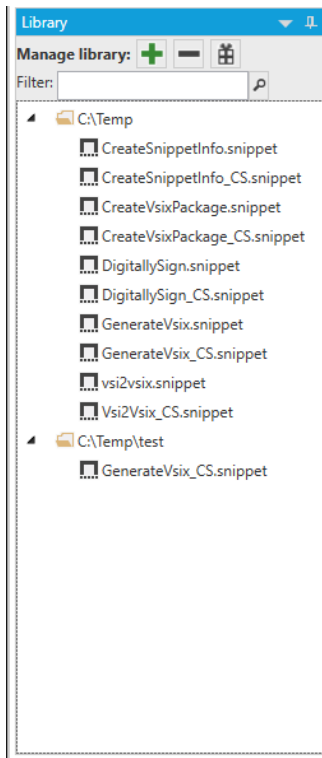 Library
Manage library:
Filter:
C:\Temp
CreateSnippetInfo.snippet
CreateSnippetInfo_CS.snippet
CreateVsixPackage.snippet
CreateVsixPackage_CS.snippet
DigitallySign.snippet
DigitallySign_CS.snippet
GenerateVsix.snippet
GenerateVsix_CS.snippet
vsi2vsix.snippet
Vsi2Vsix_CS.snippet
C:\Temp\test
GenerateVsix_CS.snippet